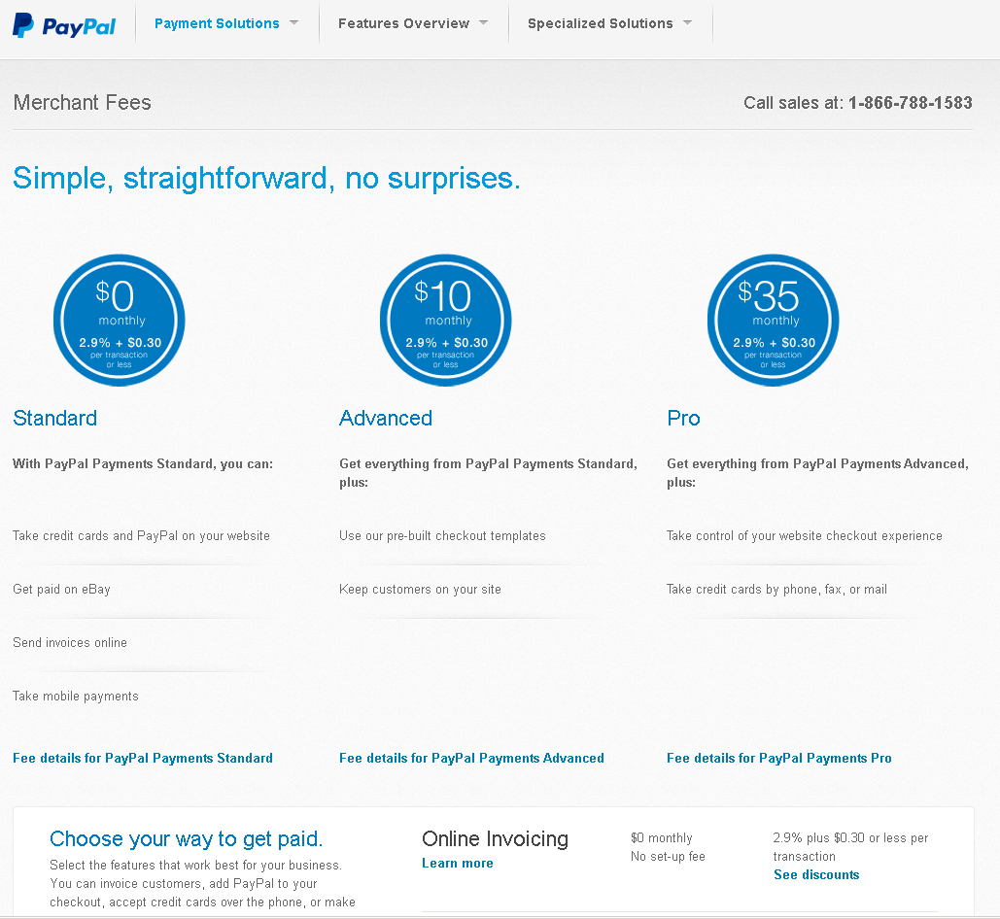 PayPal
Payment Solutions
Features Overview
Specialized Solutions
Merchant Fees
Call sales at: 1-866-788-1583
Simple, straightforward, no surprises.
$0
monthly
2.9% + $0.30
per transaction
or less
$10
monthly
2.9% + $0.30
per transaction
or less
$35
monthly
2.9% + $0.30
per transaction
or less
Standard
With PayPal Payments Standard, you can:
Take credit cards and PayPal on your website
Get paid on eBay
Send invoices online
Take mobile payments
Fee details for PayPal Payments Standard
Advanced
Get everything from PayPal Payments Standard,
plus:
Use our pre-built checkout templates
Keep customers on your site
Fee details for PayPal Payments Advanced
Pro
Get everything from PayPal Payments Advanced,
plus:
Take control of your website checkout experience
Take credit cards by phone, fax, or mail
Fee details for PayPal Payments Pro
Choose your way to get paid.
Select the features that work best for your business.
You can invoice customers, add PayPal to your
checkout, accept credit cards over the phone, or make
Online Invoicing
Learn more
$0 monthly
No set-up fee
2.9% plus $0.30 or less per
transaction
See discounts